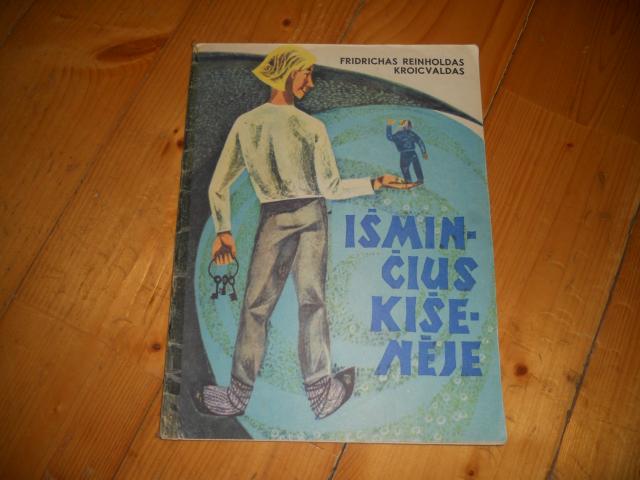 FRIDRICHAS REINHOLDAS
KROICVALDAS
IŠMIN-
ČIUS
KIŠE-
NĖJE